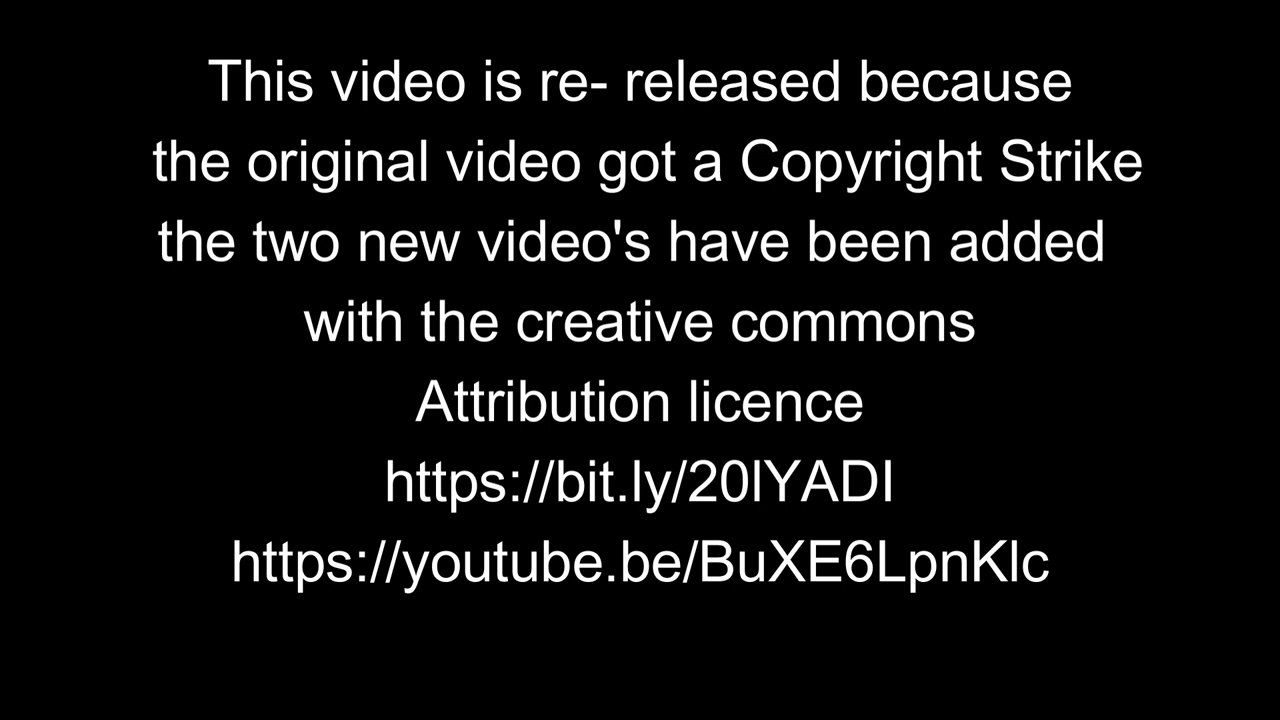 This video is re- released because
the original video got a Copyright Strike
the two new video's have been added
with the creative commons
Attribution licence
https://bit.ly/20lYADI
https://youtube.be/BuXE6LpnKlc